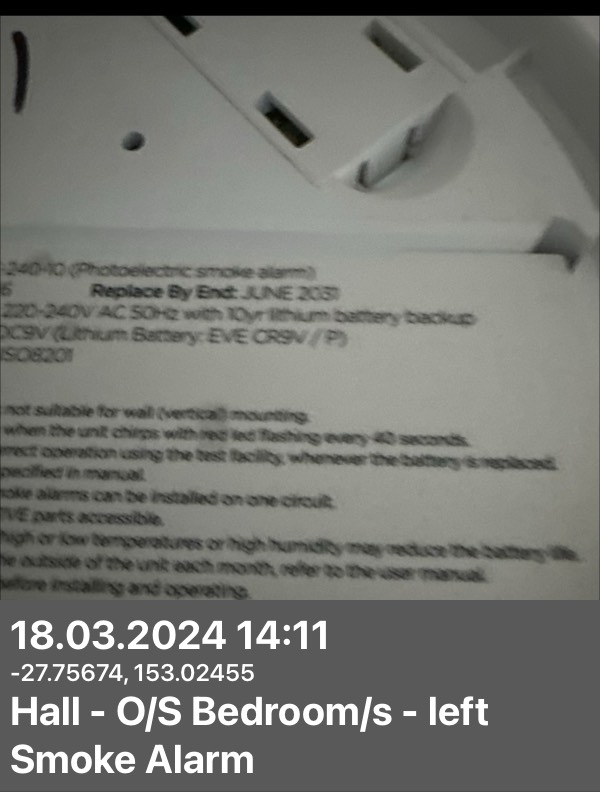 -240-10 (Photoelectric smoke alarm)
6 Replace By End: JUNE 2031
220-240V AC 50Hz with 10yr lithium battery backup
DC9V (Lithium Battery: EVE CR9V / P)
ISO8201
not suitable for wall (vertical) mounting.
when the unit chirps with red led flashing every 40 seconds.
rrect operation using the test facility, whenever the battery is replaced.
pecified in manual.
oke alarms can be installed on one circuit.
IVE parts accessible.
high or low temperatures or high humidity may reduce the battery life.
he outside of the unit each month, refer to the user manual.
before installing and operating.
18.03.2024 14:11
-27.75674, 153.02455
Hall - O/S Bedroom/s - left
Smoke Alarm